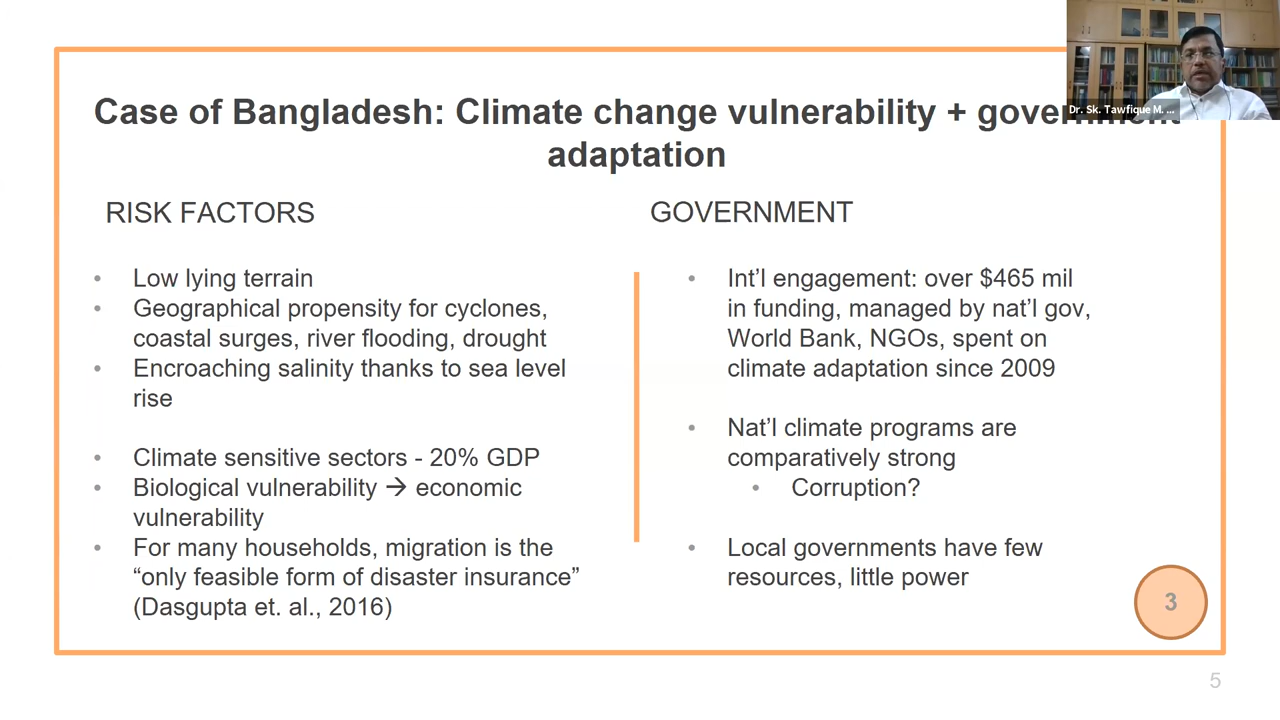 Dr. Sk. Tawfique M. ...
Case of Bangladesh: Climate change vulnerability + government
adaptation
RISK FACTORS
• Low lying terrain
• Geographical propensity for cyclones,
coastal surges, river flooding, drought
• Encroaching salinity thanks to sea level
rise
• Climate sensitive sectors - 20% GDP
• Biological vulnerability → economic
vulnerability
• For many households, migration is the
“only feasible form of disaster insurance”
(Dasgupta et. al., 2016)
GOVERNMENT
• Int’l engagement: over $465 mil
in funding, managed by nat’l gov,
World Bank, NGOs, spent on
climate adaptation since 2009
• Nat’l climate programs are
comparatively strong
• Corruption?
• Local governments have few
resources, little power
3
5